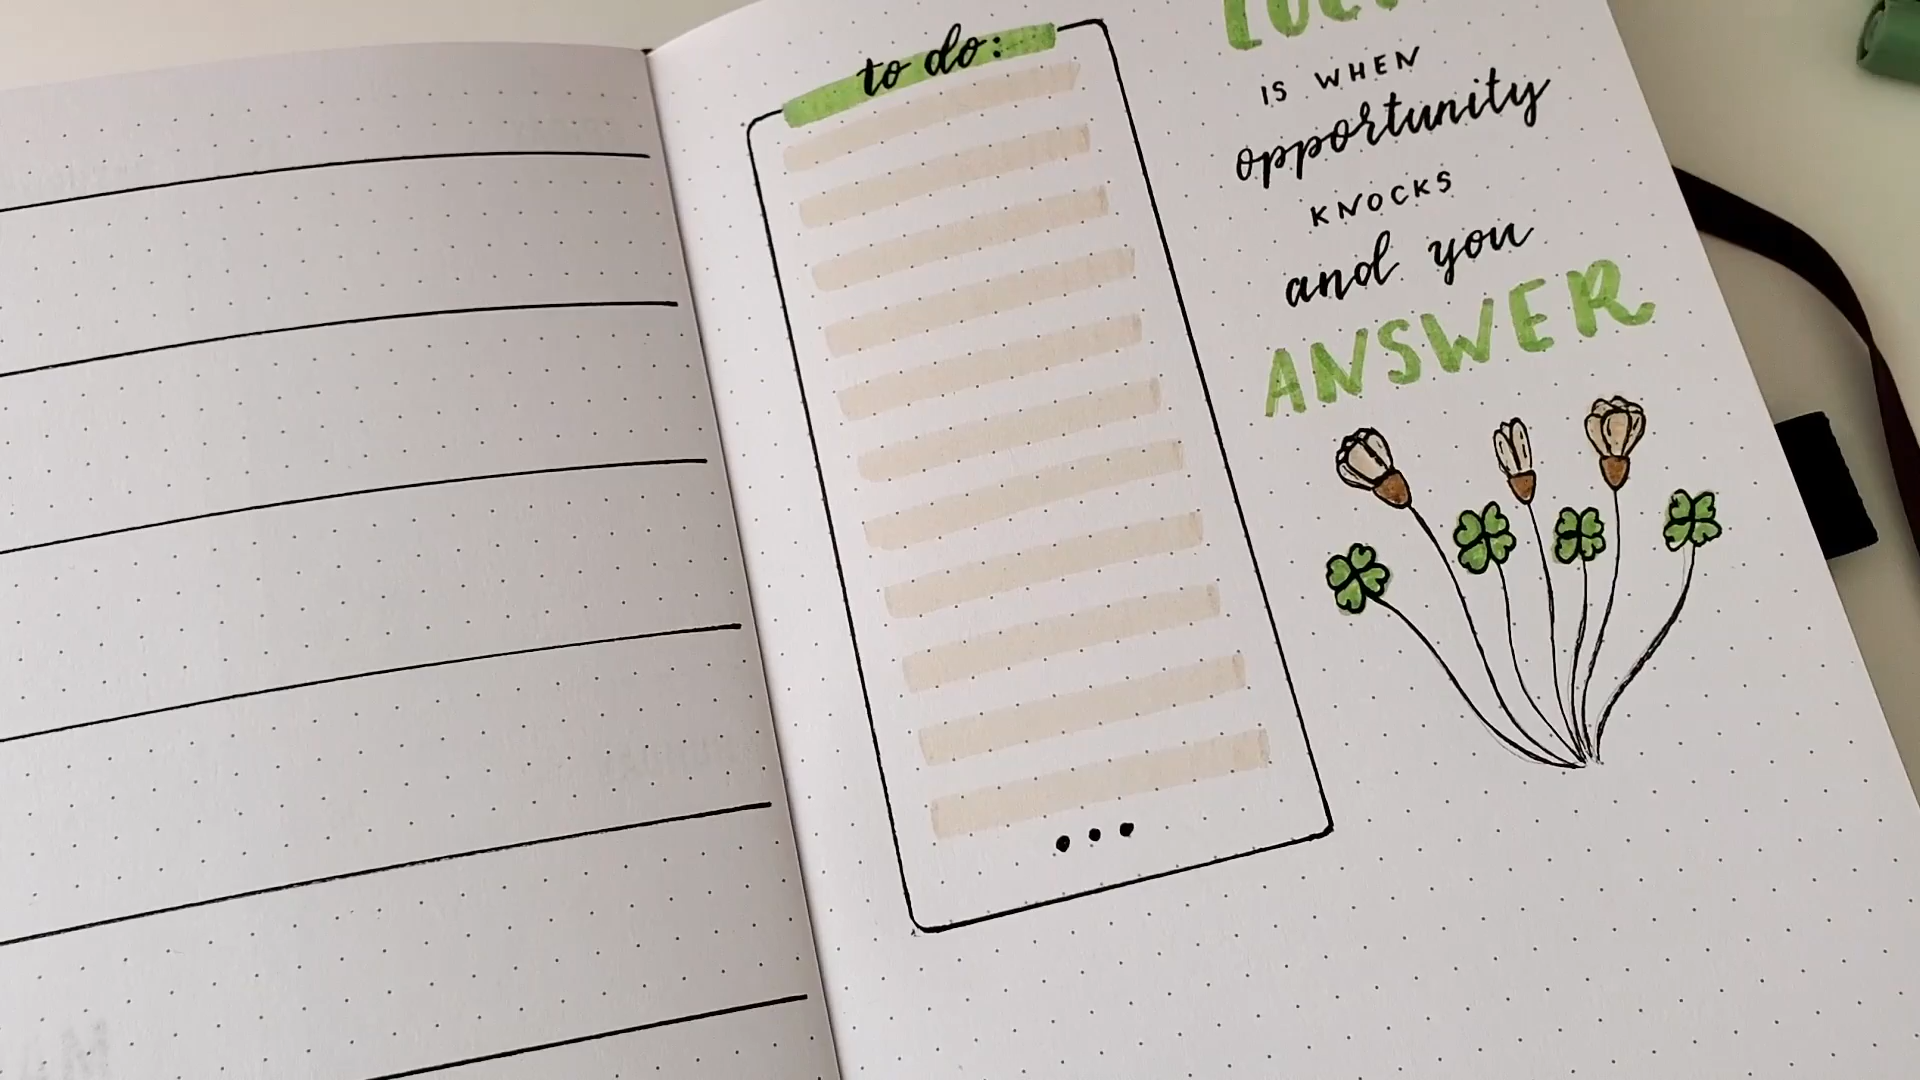 to do:
IS WHEN
opportunity
KNOCKS
and you
ANSWER